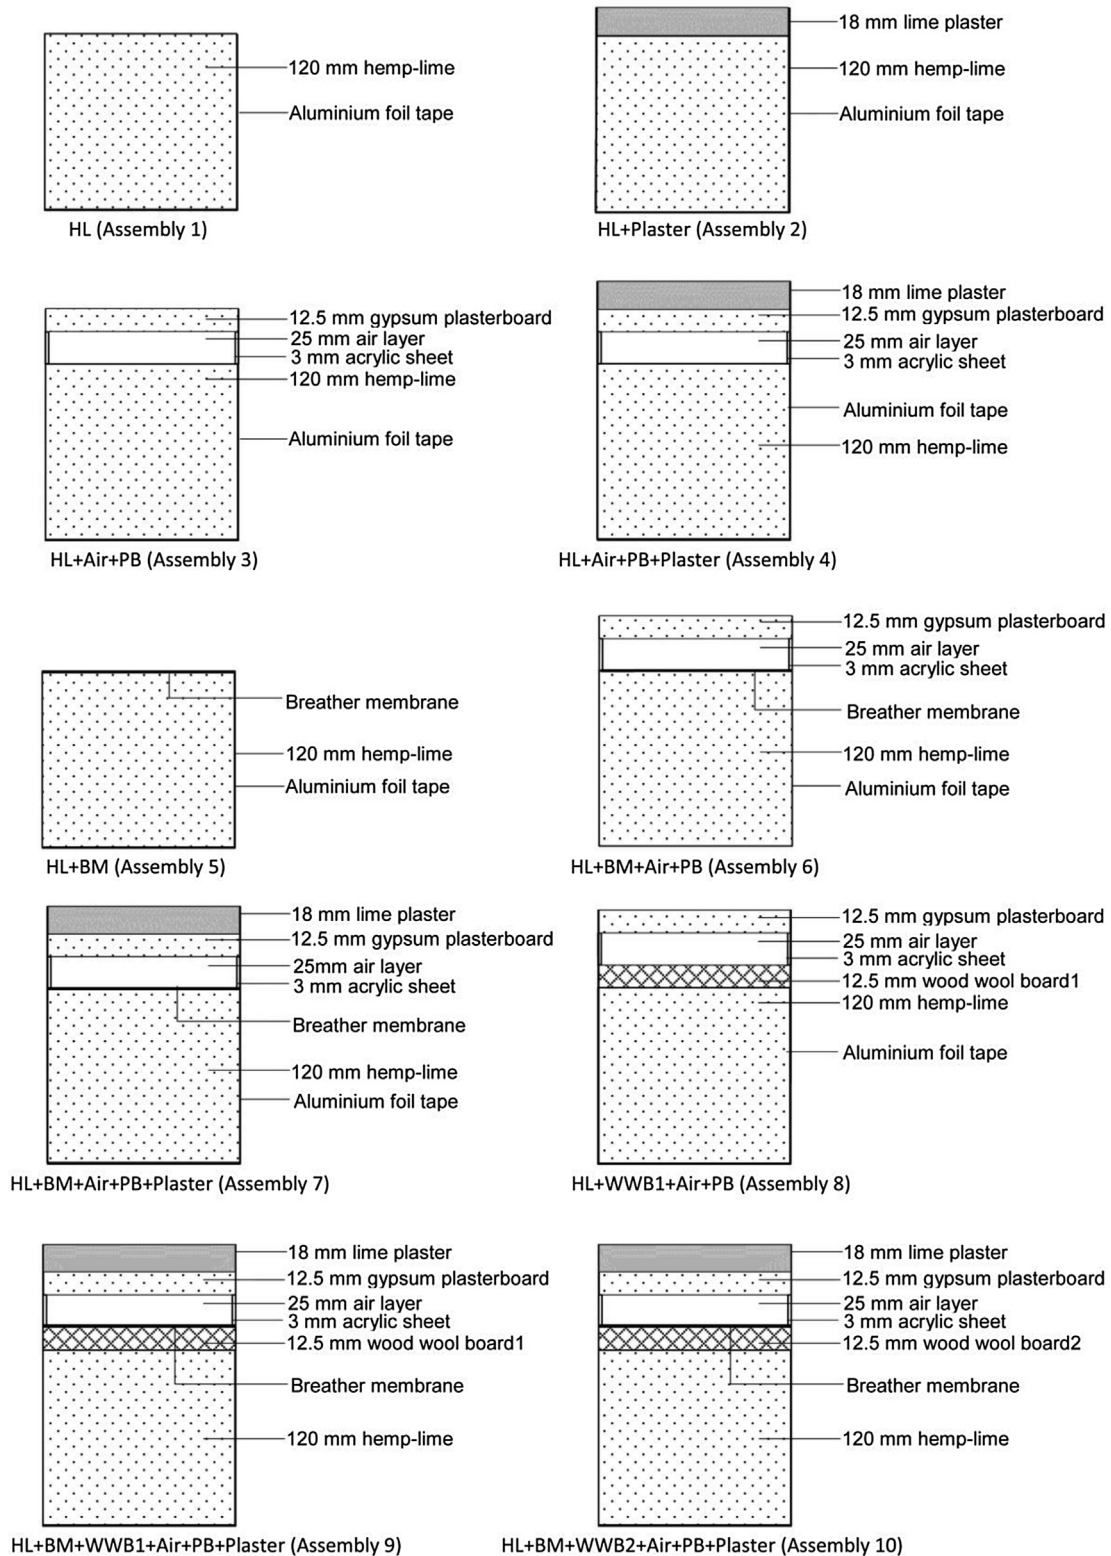 120 mm hemp-lime
Aluminium foil tape
HL (Assembly 1)
18 mm lime plaster
120 mm hemp-lime
Aluminium foil tape
HL+Plaster (Assembly 2)
12.5 mm gypsum plasterboard
25 mm air layer
3 mm acrylic sheet
120 mm hemp-lime
Aluminium foil tape
HL+Air+PB (Assembly 3)
18 mm lime plaster
12.5 mm gypsum plasterboard
25 mm air layer
3 mm acrylic sheet
Aluminium foil tape
120 mm hemp-lime
HL+Air+PB+Plaster (Assembly 4)
Breather membrane
120 mm hemp-lime
Aluminium foil tape
HL+BM (Assembly 5)
12.5 mm gypsum plasterboard
25 mm air layer
3 mm acrylic sheet
Breather membrane
120 mm hemp-lime
Aluminium foil tape
HL+BM+Air+PB (Assembly 6)
18 mm lime plaster
12.5 mm gypsum plasterboard
25mm air layer
3 mm acrylic sheet
Breather membrane
120 mm hemp-lime
Aluminium foil tape
HL+BM+Air+PB+Plaster (Assembly 7)
12.5 mm gypsum plasterboard
25 mm air layer
3 mm acrylic sheet
12.5 mm wood wool board1
120 mm hemp-lime
Aluminium foil tape
HL+WWB1+Air+PB (Assembly 8)
18 mm lime plaster
12.5 mm gypsum plasterboard
25 mm air layer
3 mm acrylic sheet
12.5 mm wood wool board1
Breather membrane
120 mm hemp-lime
HL+BM+WWB1+Air+PB+Plaster (Assembly 9)
18 mm lime plaster
12.5 mm gypsum plasterboard
25 mm air layer
3 mm acrylic sheet
12.5 mm wood wool board2
Breather membrane
120 mm hemp-lime
HL+BM+WWB2+Air+PB+Plaster (Assembly 10)